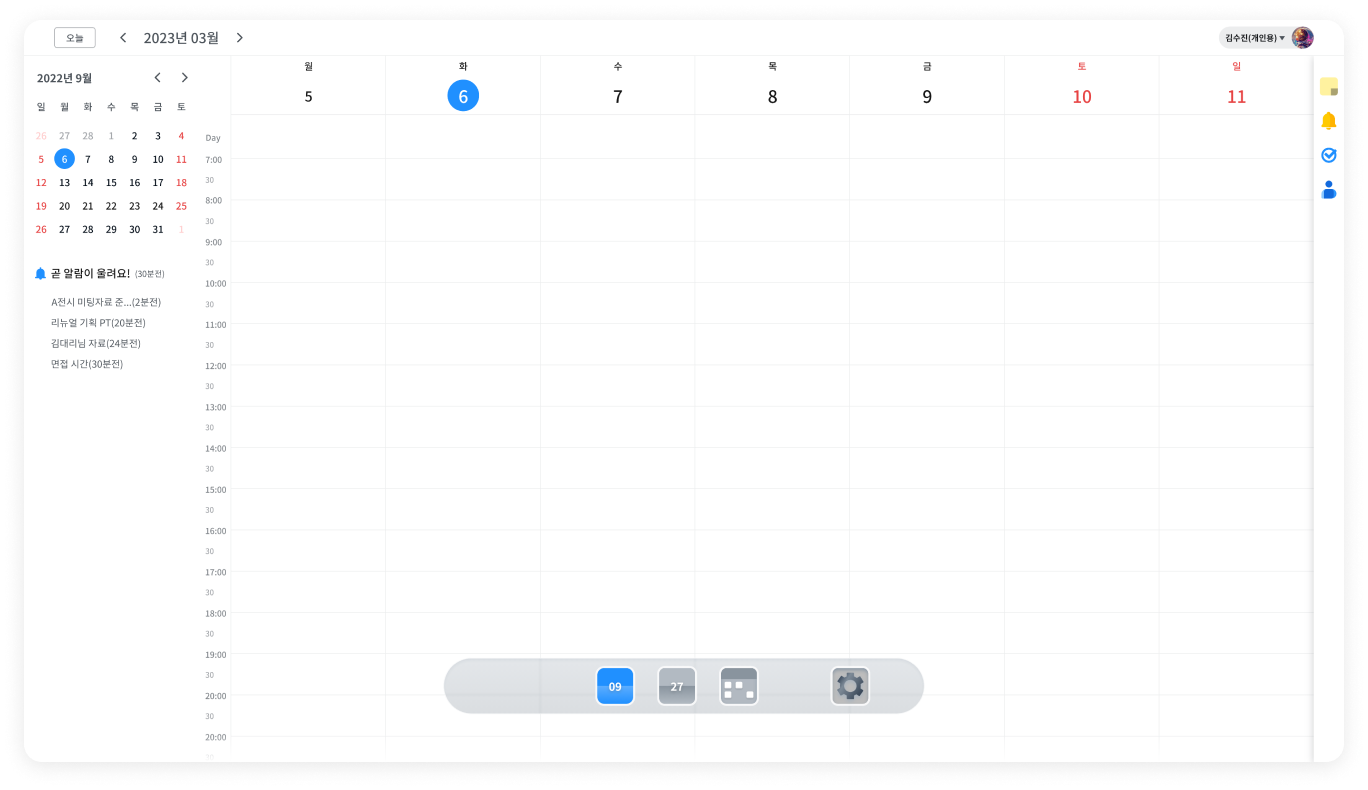 오늘 2023년 03월 김수진(개인용)
2022년 9월
일 월 화 수 목 금 토
26 27 28 1 2 3 4
5 6 7 8 9 10 11
12 13 14 15 16 17 18
19 20 21 22 23 24 25
26 27 28 29 30 31 1
곧 알람이 울려요! (30분전)
A전시 미팅자료 준...(2분전)
리뉴얼 기획 PT(20분전)
김대리님 자료(24분전)
면접 시간(30분전)
월 화 수 목 금 토 일
5 6 7 8 9 10 11
Day
7:00
30
8:00
30
9:00
30
10:00
30
11:00
30
12:00
30
13:00
30
14:00
30
15:00
30
16:00
30
17:00
30
18:00
30
19:00
30
20:00
30
20:00
09 27